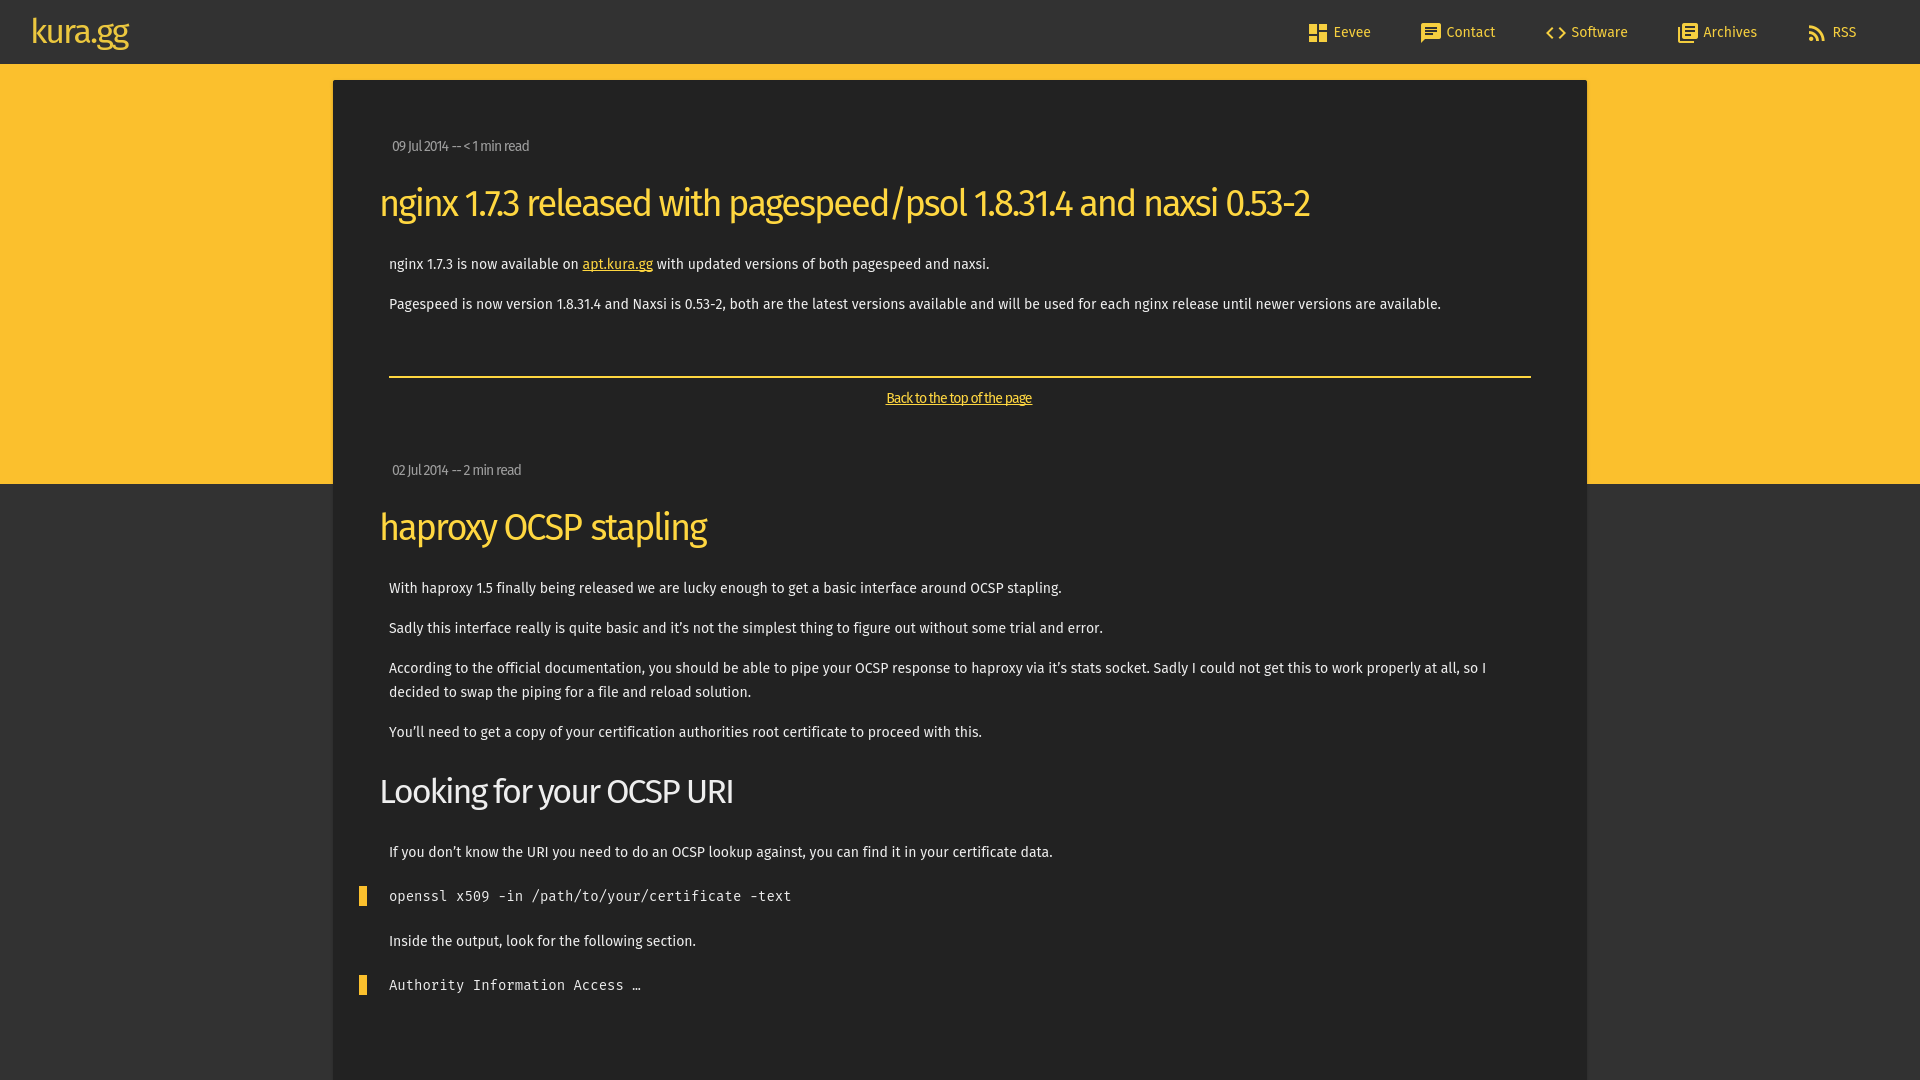 kura.gg
Eevee
Contact
Software
Archives
RSS
09 Jul 2014 -- < 1 min read
nginx 1.7.3 released with pagespeed/psol 1.8.31.4 and naxsi 0.53-2
nginx 1.7.3 is now available on apt.kura.gg with updated versions of both pagespeed and naxsi.
Pagespeed is now version 1.8.31.4 and Naxsi is 0.53-2, both are the latest versions available and will be used for each nginx release until newer versions are available.
Back to the top of the page
02 Jul 2014 -- 2 min read
haproxy OCSP stapling
With haproxy 1.5 finally being released we are lucky enough to get a basic interface around OCSP stapling.
Sadly this interface really is quite basic and it’s not the simplest thing to figure out without some trial and error.
According to the official documentation, you should be able to pipe your OCSP response to haproxy via it’s stats socket. Sadly I could not get this to work properly at all, so I
decided to swap the piping for a file and reload solution.
You’ll need to get a copy of your certification authorities root certificate to proceed with this.
Looking for your OCSP URI
If you don’t know the URI you need to do an OCSP lookup against, you can find it in your certificate data.
openssl x509 -in /path/to/your/certificate -text
Inside the output, look for the following section.
Authority Information Access …